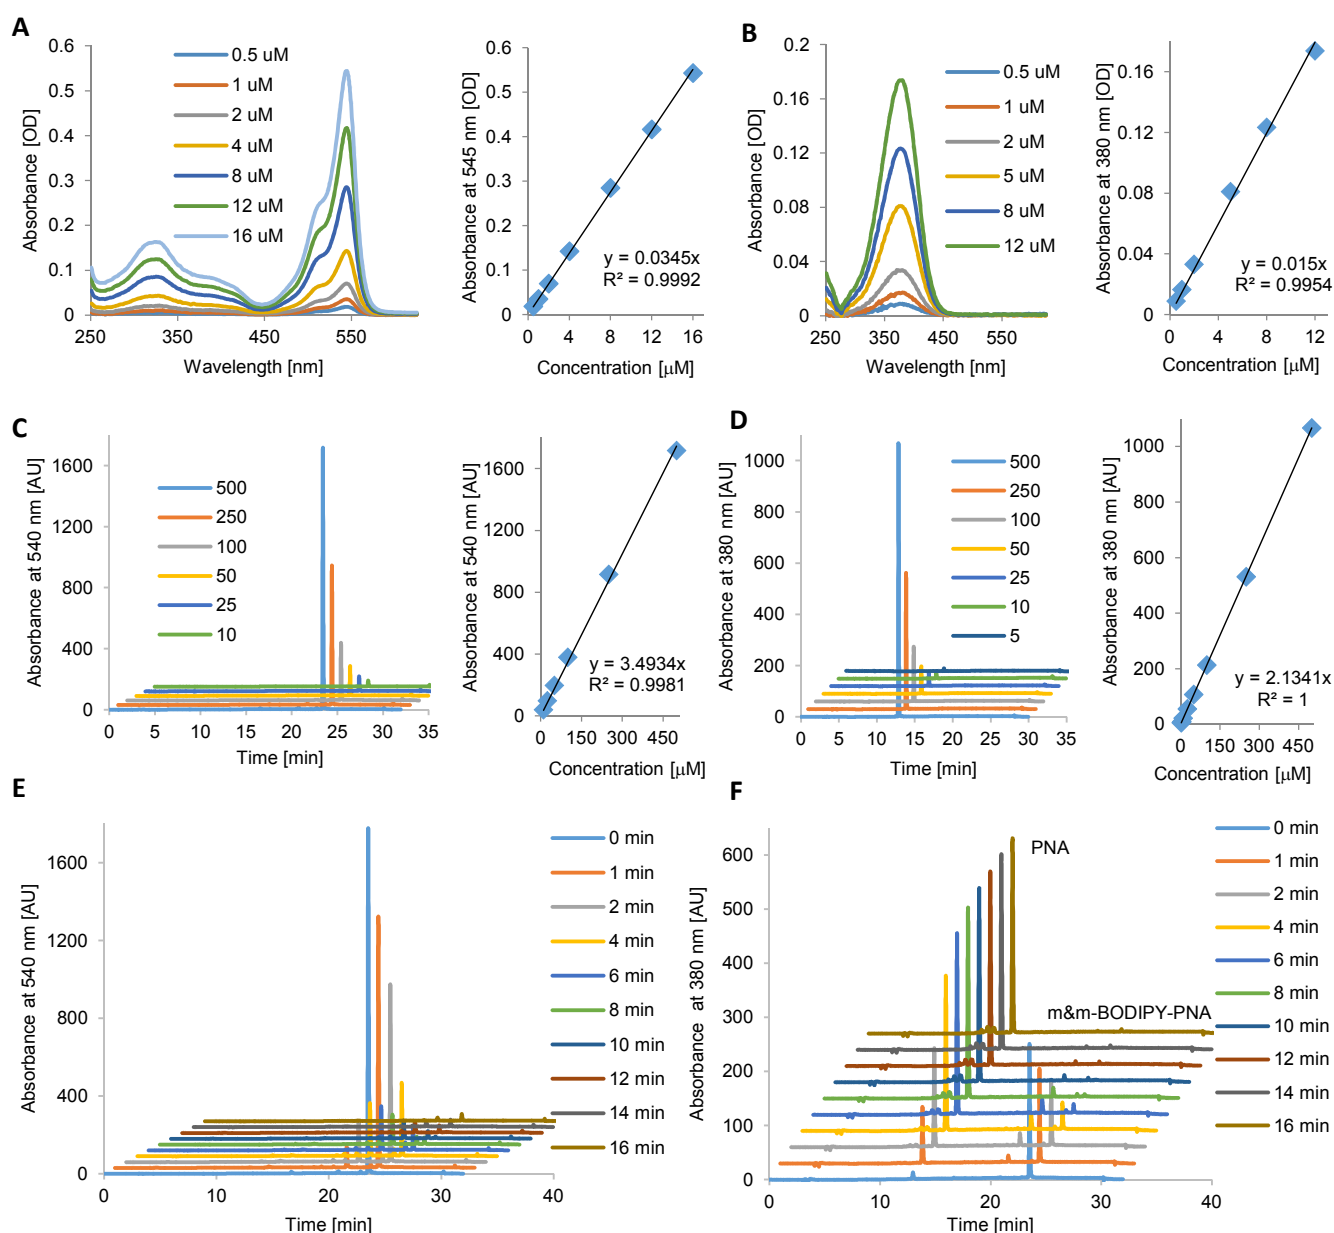 A
0.6
0.5
0.4
0.3
0.2
0.1
0
Absorbance [OD]
250
350
450
550
Wavelength [nm]
0.5 uM
1 uM
2 uM
4 uM
8 uM
12 uM
16 uM
0.6
0.5
0.4
0.3
0.2
0.1
0
Absorbance at 545 nm [OD]
y = 0.0345x
R² = 0.9992
0
4
8
12
16
Concentration [µM]
B
0.2
0.16
0.12
0.08
0.04
0
Absorbance [OD]
250
350
450
550
Wavelength [nm]
0.5 uM
1 uM
2 uM
5 uM
8 uM
12 uM
0.16
0.12
0.08
0.04
0
Absorbance at 380 nm [OD]
y = 0.015x
R² = 0.9954
0
4
8
12
Concentration [µM]
C
1600
1200
800
400
0
Absorbance at 540 nm [AU]
500
250
100
50
25
10
0
5
10
15
20
25
30
35
Time [min]
1600
1200
800
400
0
Absorbance at 540 nm [AU]
y = 3.4934x
R² = 0.9981
0
150
300
450
Concentration [µM]
D
1000
800
600
400
200
0
Absorbance at 380 nm [AU]
500
250
100
50
25
10
5
0
5
10
15
20
25
30
35
Time [min]
1000
800
600
400
200
0
Absorbance at 380 nm [AU]
y = 2.1341x
R² = 1
0
150
300
450
Concentration [µM]
E
1600
1200
800
400
0
Absorbance at 540 nm [AU]
0
10
20
30
40
Time [min]
0 min
1 min
2 min
4 min
6 min
8 min
10 min
12 min
14 min
16 min
F
600
500
400
300
200
100
0
Absorbance at 380 nm [AU]
PNA
m&m-BODIPY-PNA
0
10
20
30
40
Time [min]
0 min
1 min
2 min
4 min
6 min
8 min
10 min
12 min
14 min
16 min